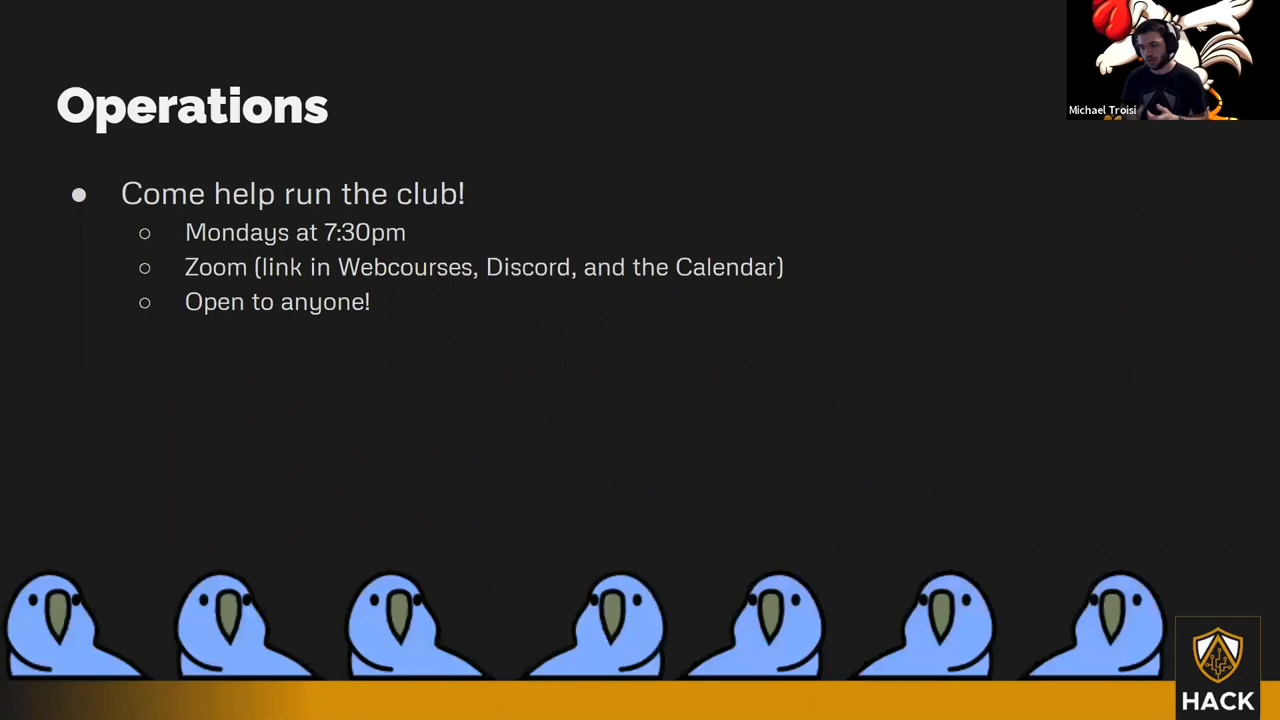 Operations
Michael Troisi
● Come help run the club!
○ Mondays at 7:30pm
○ Zoom (link in Webcourses, Discord, and the Calendar)
○ Open to anyone!
HACK